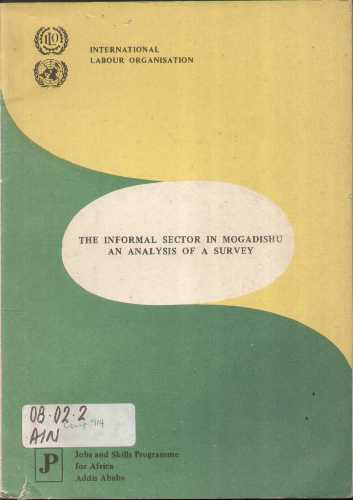 INTERNATIONAL
LABOUR ORGANISATION
THE INFORMAL SECTOR IN MOGADISHU
AN ANALYSIS OF A SURVEY
08.02.2
AIN
JP
Jobs and Skills Programme
for Africa
Addis Ababa